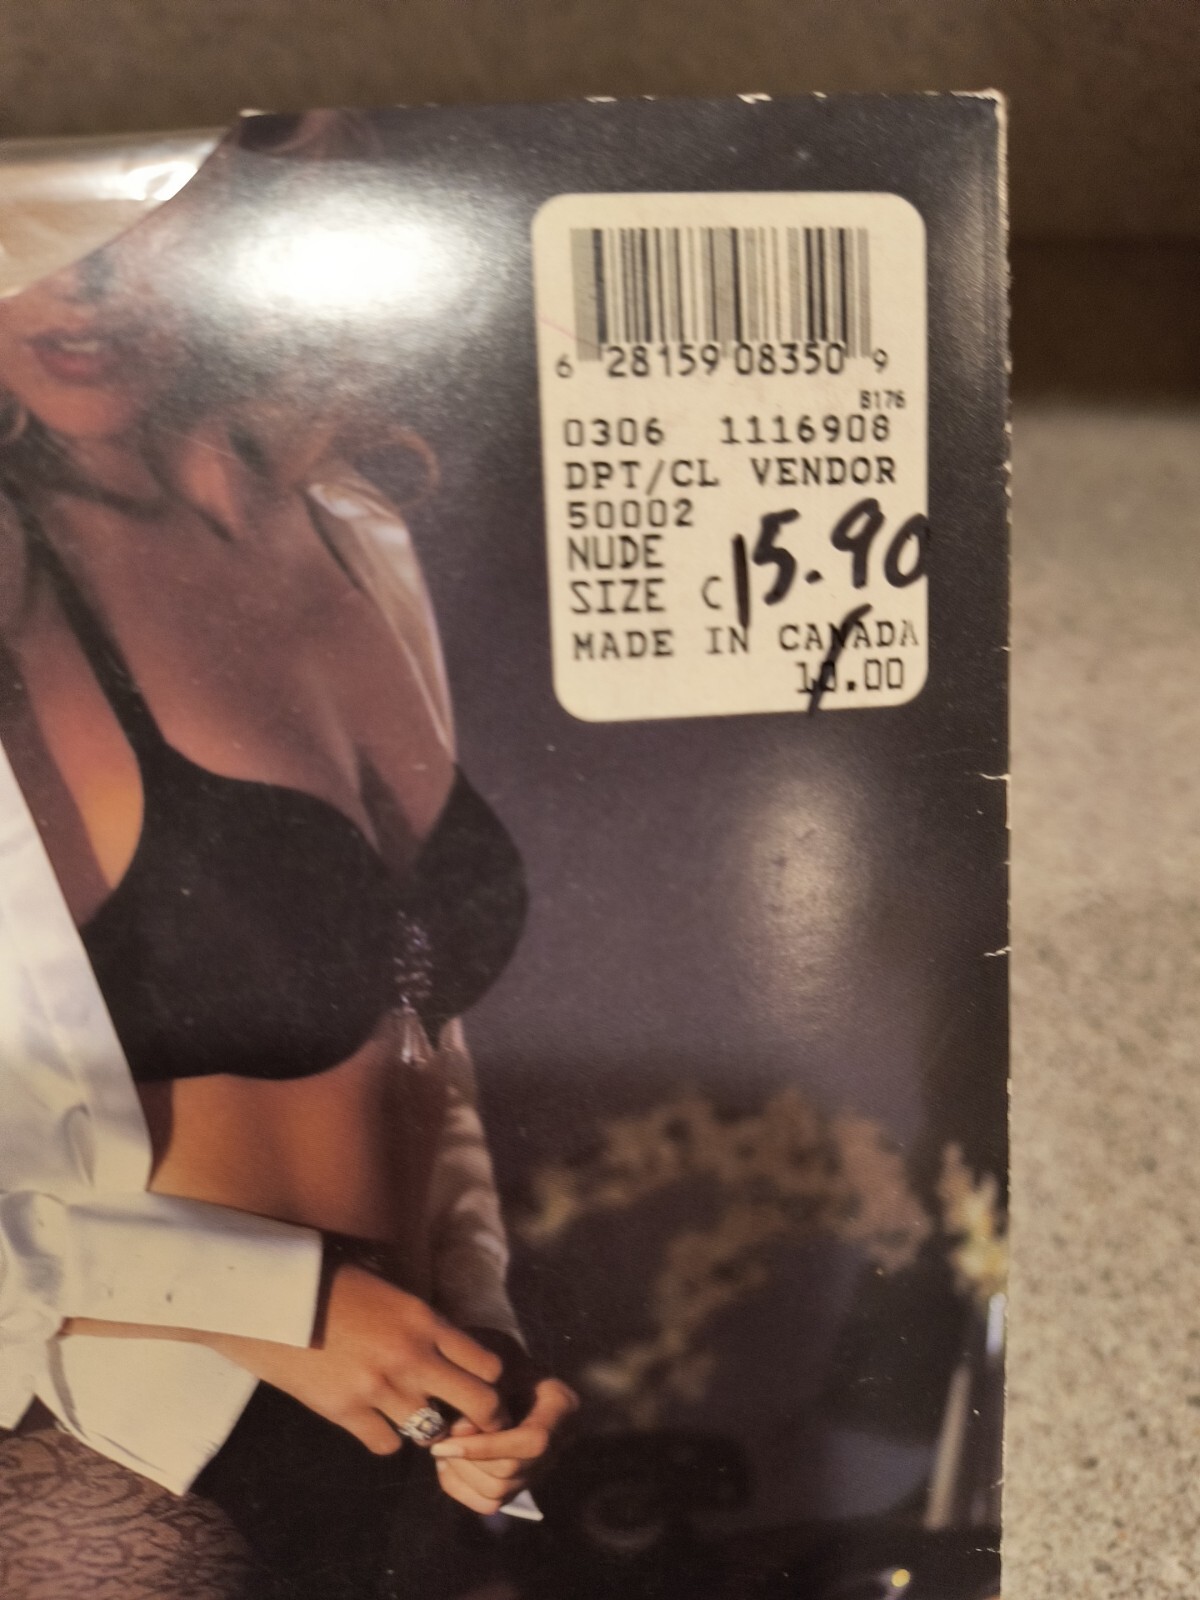 6 28159 08350 9
B176
0306 1116908
DPT/CL VENDOR
50002
NUDE 15.90
SIZE C
MADE IN CANADA
10.00